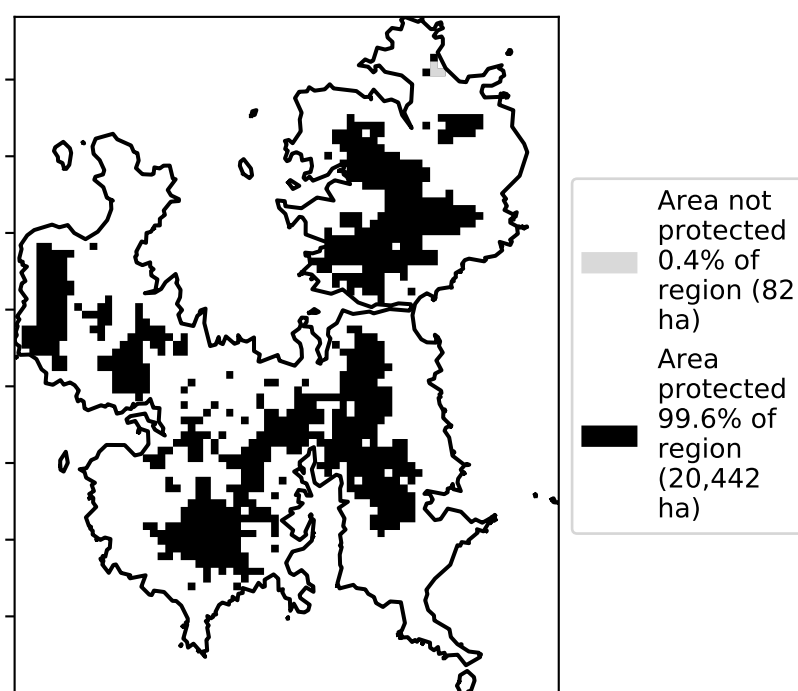 Area not
protected
0.4% of
region (82
ha)
Area
protected
99.6% of
region
(20,442
ha)